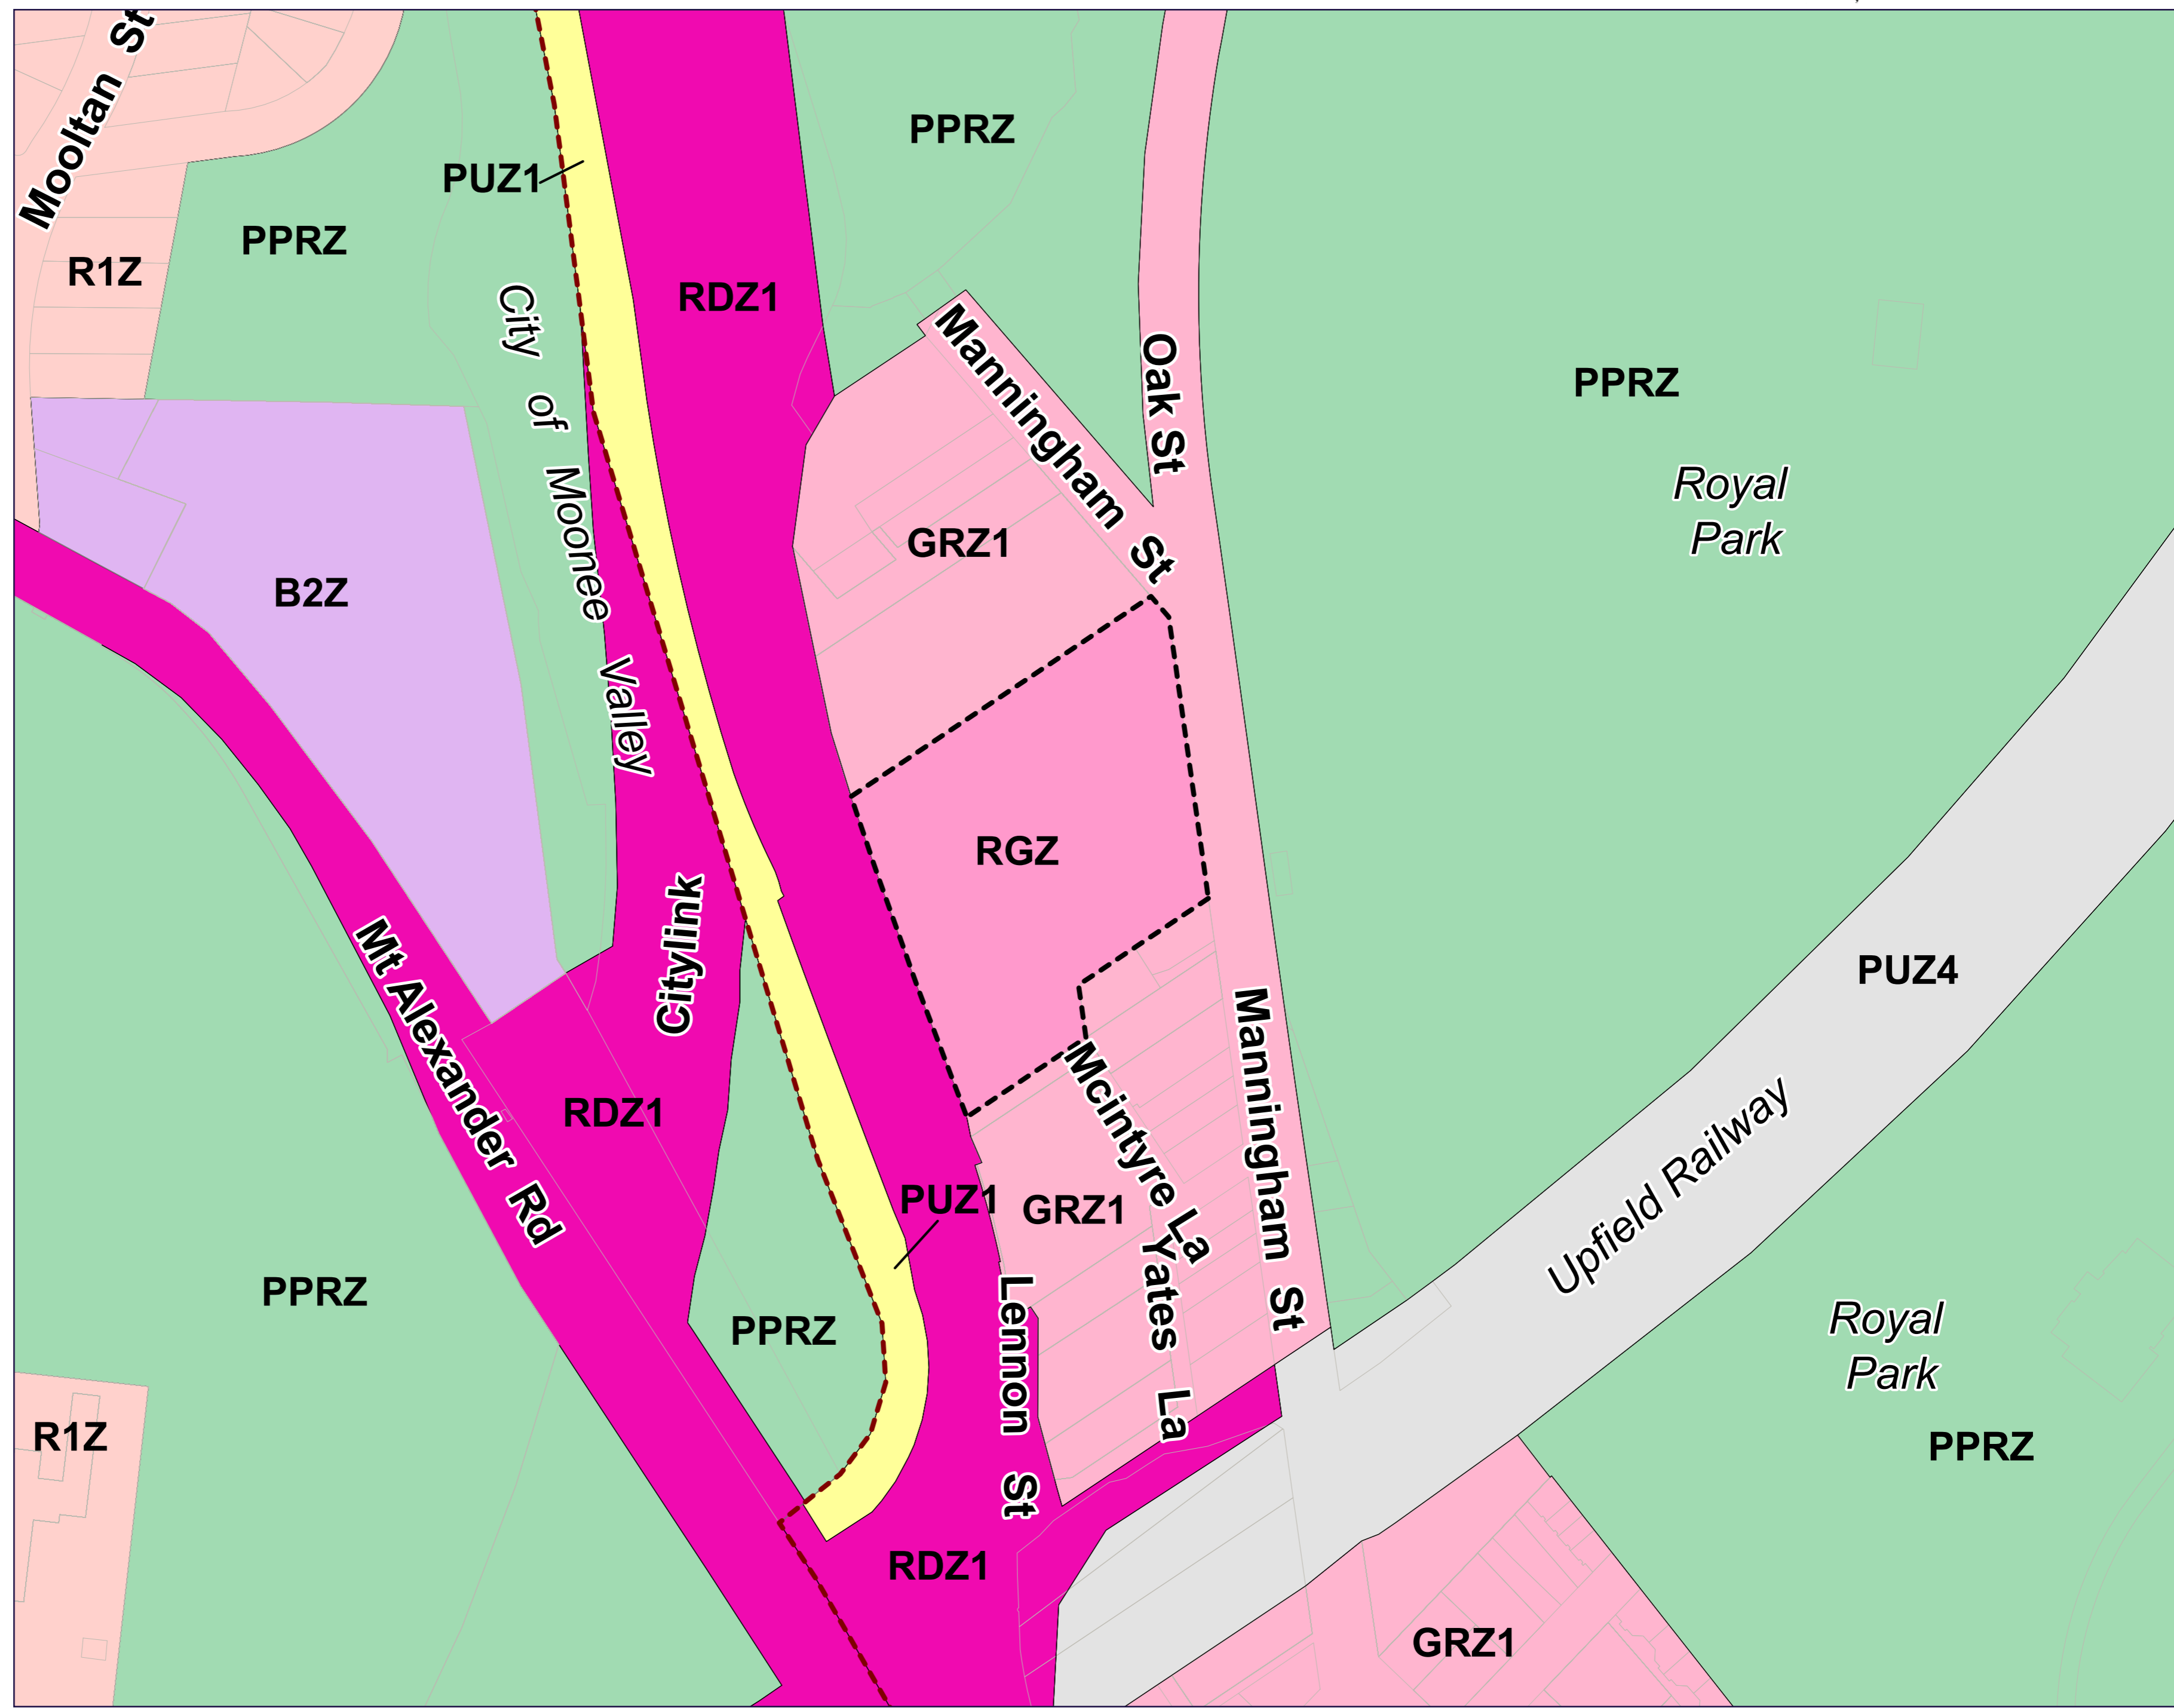 Mooltan St
PPRZ
PUZ1
PPRZ
R1Z
RDZ1
City of Moonee Valley
Manningham St
Oak St
PPRZ
Royal
Park
GRZ1
B2Z
RGZ
Citylink
Mt Alexander Rd
PUZ4
RDZ1
Manningham St
Mcintyre La
Upfield Railway
PUZ1
GRZ1
Yates La
PPRZ
PPRZ
Lennon St
Royal
Park
R1Z
PPRZ
RDZ1
GRZ1